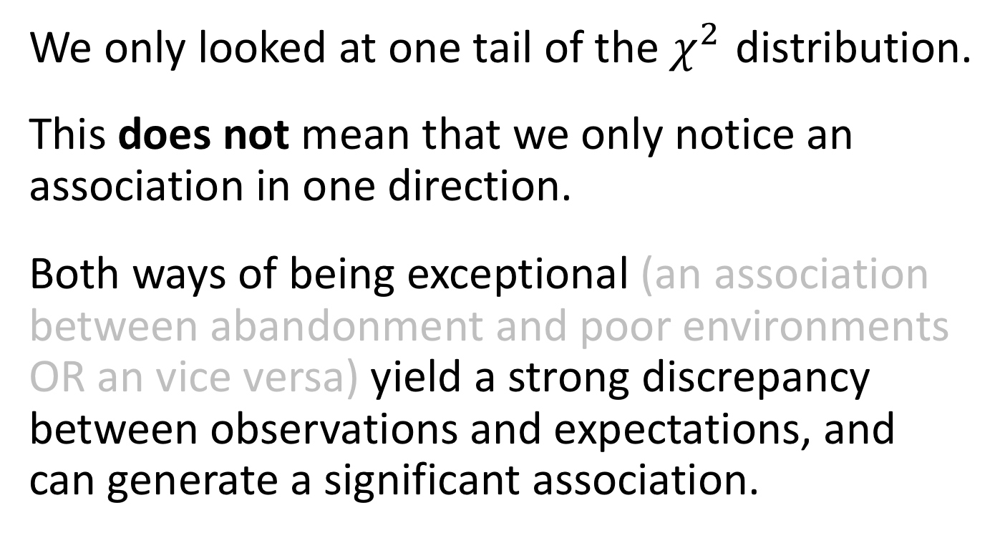 We only looked at one tail of the χ² distribution.
This does not mean that we only notice an
association in one direction.
Both ways of being exceptional (an association
between abandonment and poor environments
OR an vice versa) yield a strong discrepancy
between observations and expectations, and
can generate a significant association.